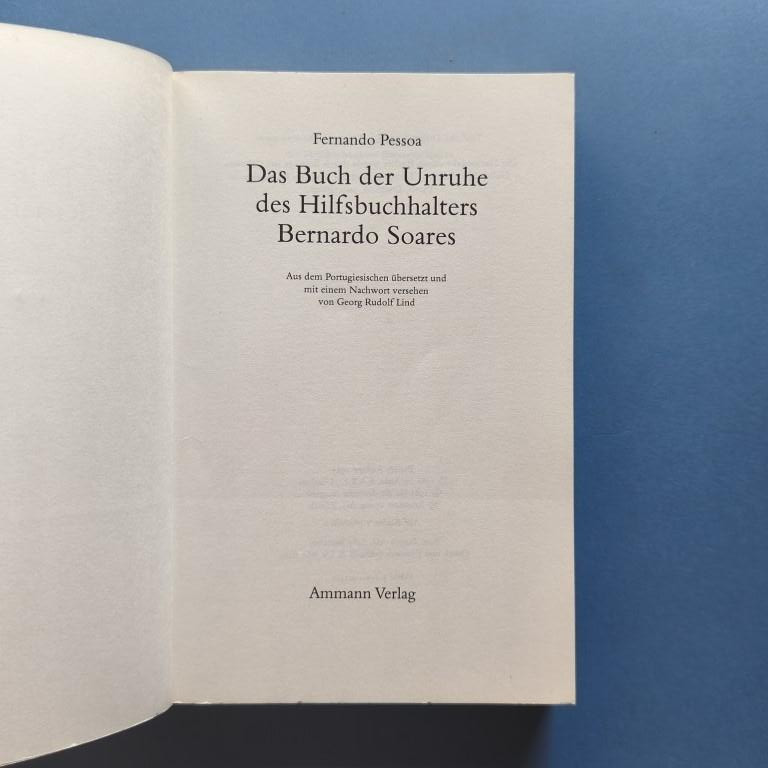 Fernando Pessoa
Das Buch der Unruhe
des Hilfsbuchhalters
Bernardo Soares
Aus dem Portugiesischen übersetzt und
mit einem Nachwort versehen
von Georg Rudolf Lind
Ammann Verlag